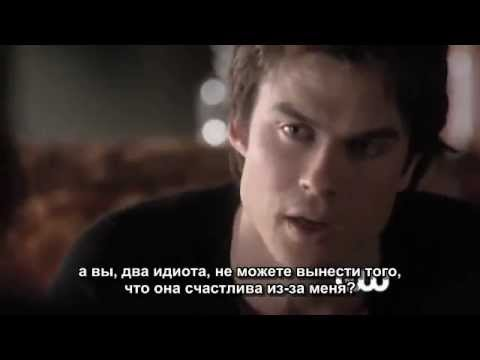 а вы, два идиота, не можете вынести того,
что она счастлива из-за меня?